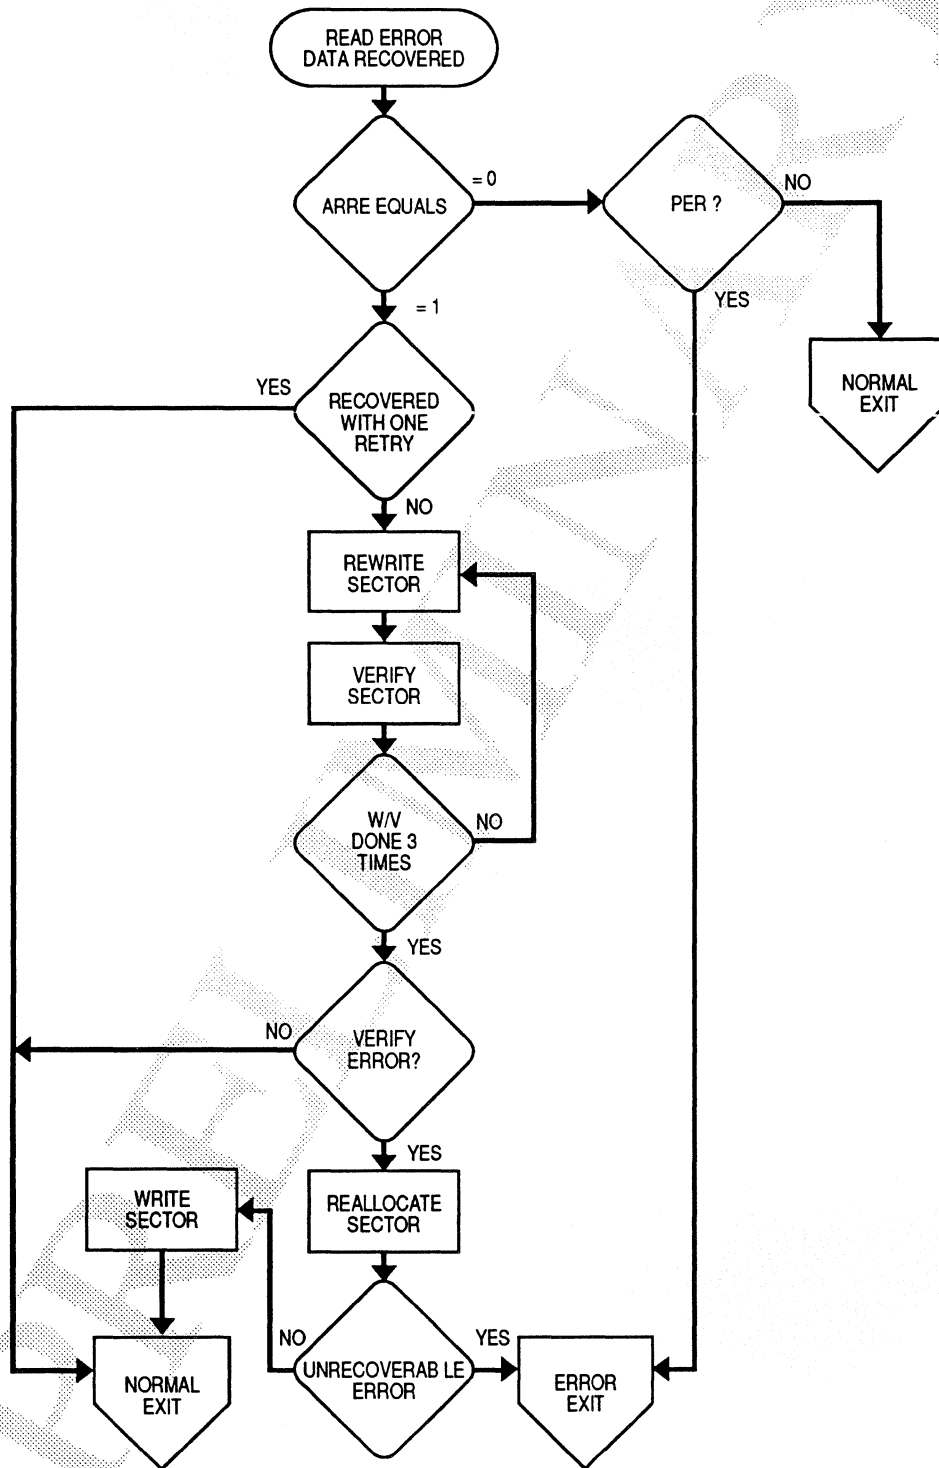 READ ERROR
DATA RECOVERED
ARRE EQUALS
= 0
PER ?
NO
YES
= 1
NORMAL
EXIT
YES
RECOVERED
WITH ONE
RETRY
NO
REWRITE
SECTOR
VERIFY
SECTOR
W/V
DONE 3
TIMES
NO
YES
NO
VERIFY
ERROR?
YES
WRITE
SECTOR
REALLOCATE
SECTOR
NO
YES
UNRECOVERABLE
ERROR
NORMAL
EXIT
ERROR
EXIT